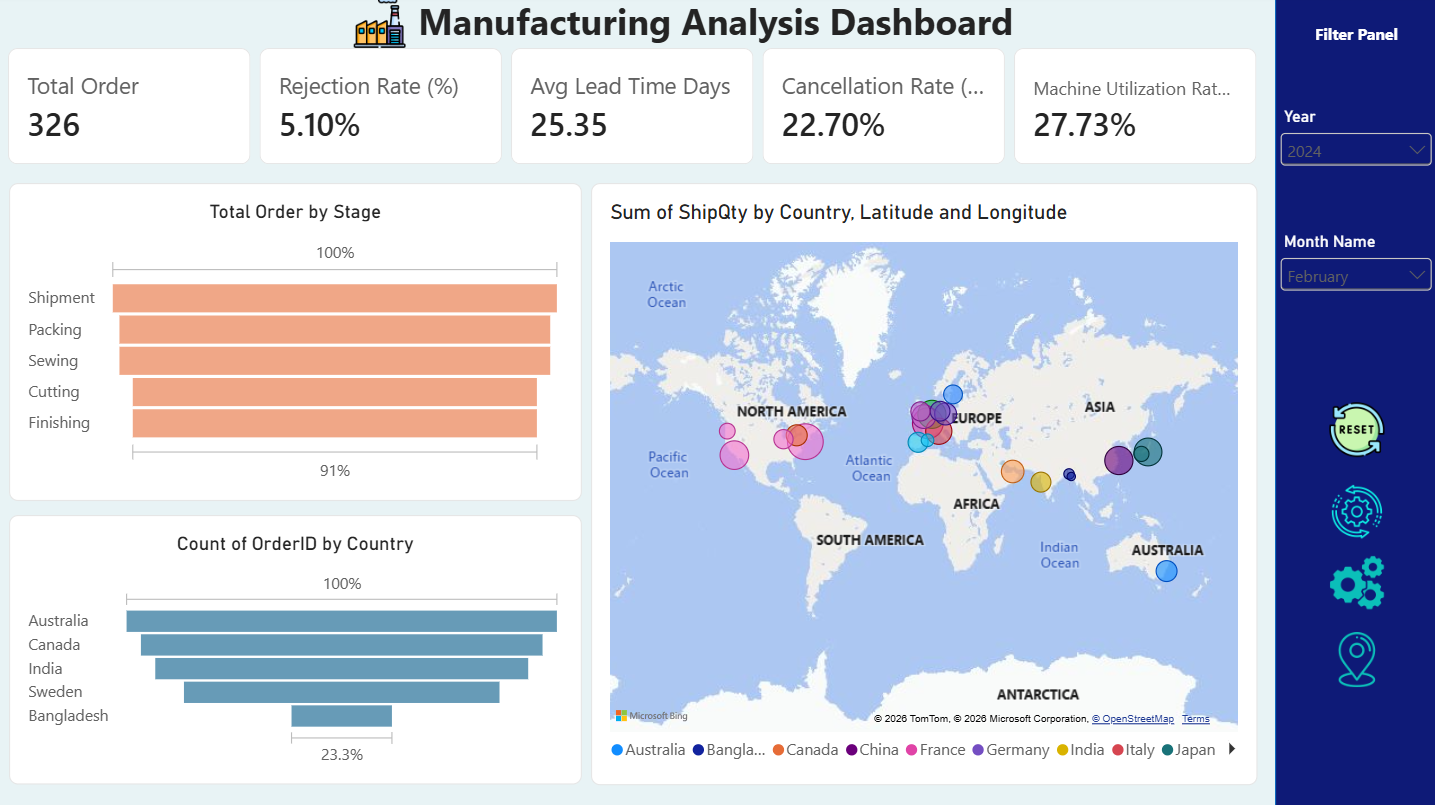 Manufacturing Analysis Dashboard
Filter Panel
Total Order
326
Rejection Rate (%)
5.10%
Avg Lead Time Days
25.35
Cancellation Rate (...
22.70%
Machine Utilization Rat...
27.73%
Year
2024
Month Name
February
RESET
Total Order by Stage
100%
Shipment
Packing
Sewing
Cutting
Finishing
91%
Count of OrderID by Country
100%
Australia
Canada
India
Sweden
Bangladesh
23.3%
Sum of ShipQty by Country, Latitude and Longitude
Arctic
Ocean
NORTH AMERICA
EUROPE
ASIA
Pacific
Ocean
Atlantic
Ocean
AFRICA
SOUTH AMERICA
Indian
Ocean
AUSTRALIA
ANTARCTICA
Microsoft Bing
© 2026 TomTom, © 2026 Microsoft Corporation, © OpenStreetMap Terms
Australia Bangla... Canada China France Germany India Italy Japan